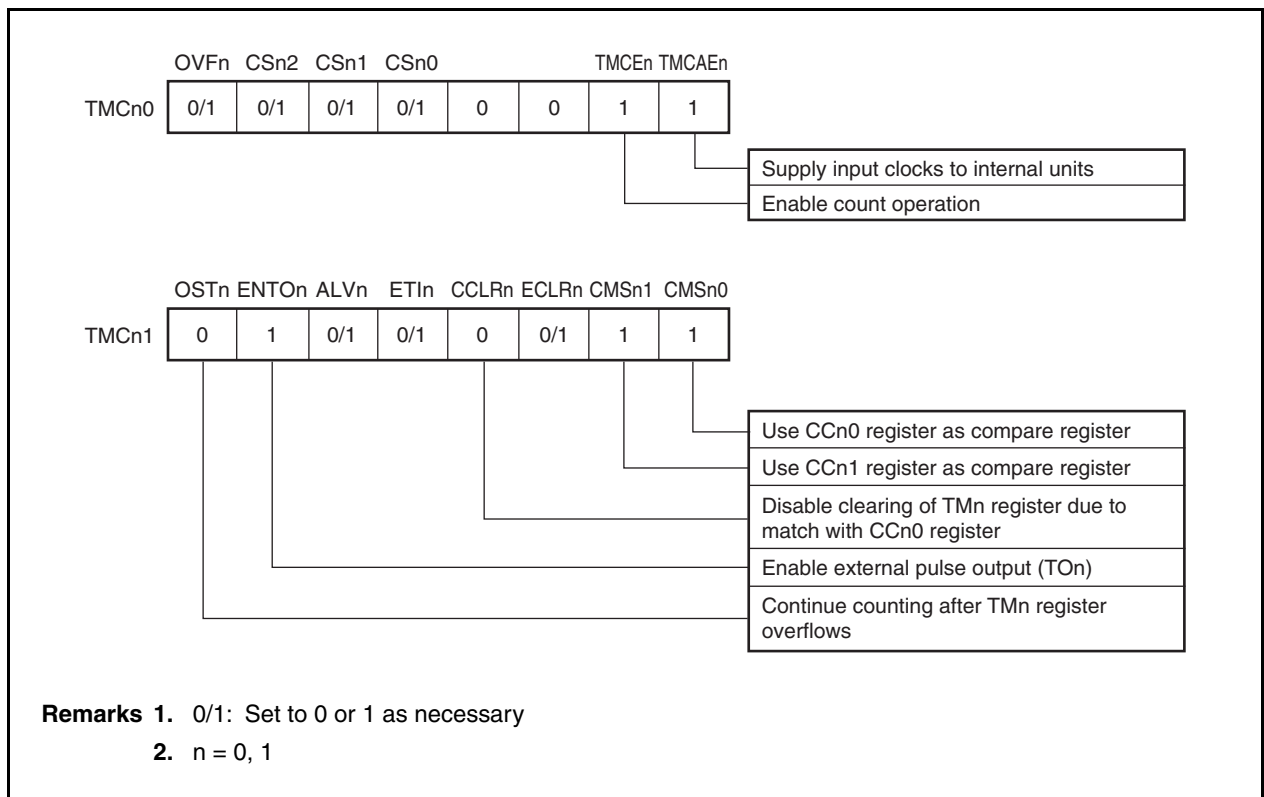 OVFn CSn2 CSn1 CSn0 TMCEn TMCAEn
TMCn0 0/1 0/1 0/1 0/1 0 0 1 1
Supply input clocks to internal units
Enable count operation
OSTn ENTOn ALVn ETIn CCLRn ECLRn CMSn1 CMSn0
TMCn1 0 1 0/1 0/1 0 0/1 1 1
Use CCn0 register as compare register
Use CCn1 register as compare register
Disable clearing of TMn register due to
match with CCn0 register
Enable external pulse output (TOn)
Continue counting after TMn register
overflows
Remarks 1. 0/1: Set to 0 or 1 as necessary
2. n = 0, 1